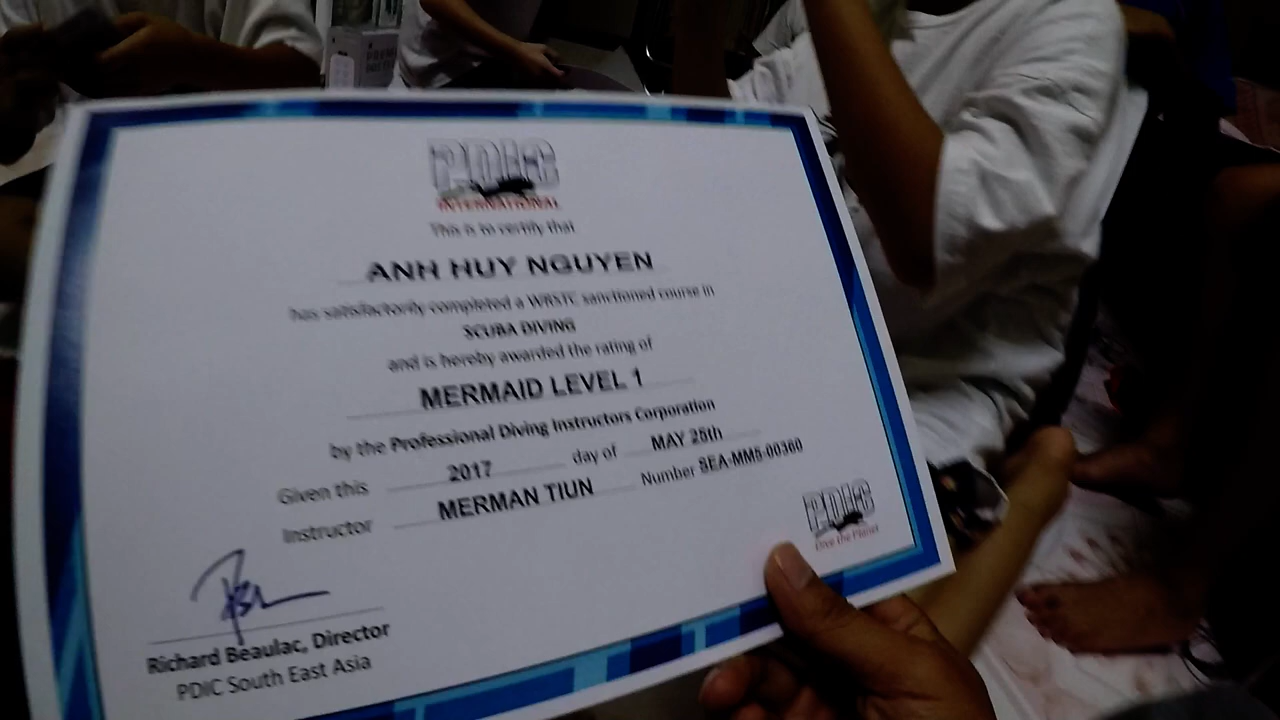 PDIC
INTERNATIONAL
This is to certify that
ANH HUY NGUYEN
has satisfactorily completed a WRSTC sanctioned course in
SCUBA DIVING
and is hereby awarded the rating of
MERMAID LEVEL 1
by the Professional Diving Instructors Corporation
Given this 2017 day of MAY 28th
Instructor MERMAN TIUN Number SEA-MM5-00360
PDIC
Dive the Planet
Richard Beaulac, Director
PDIC South East Asia